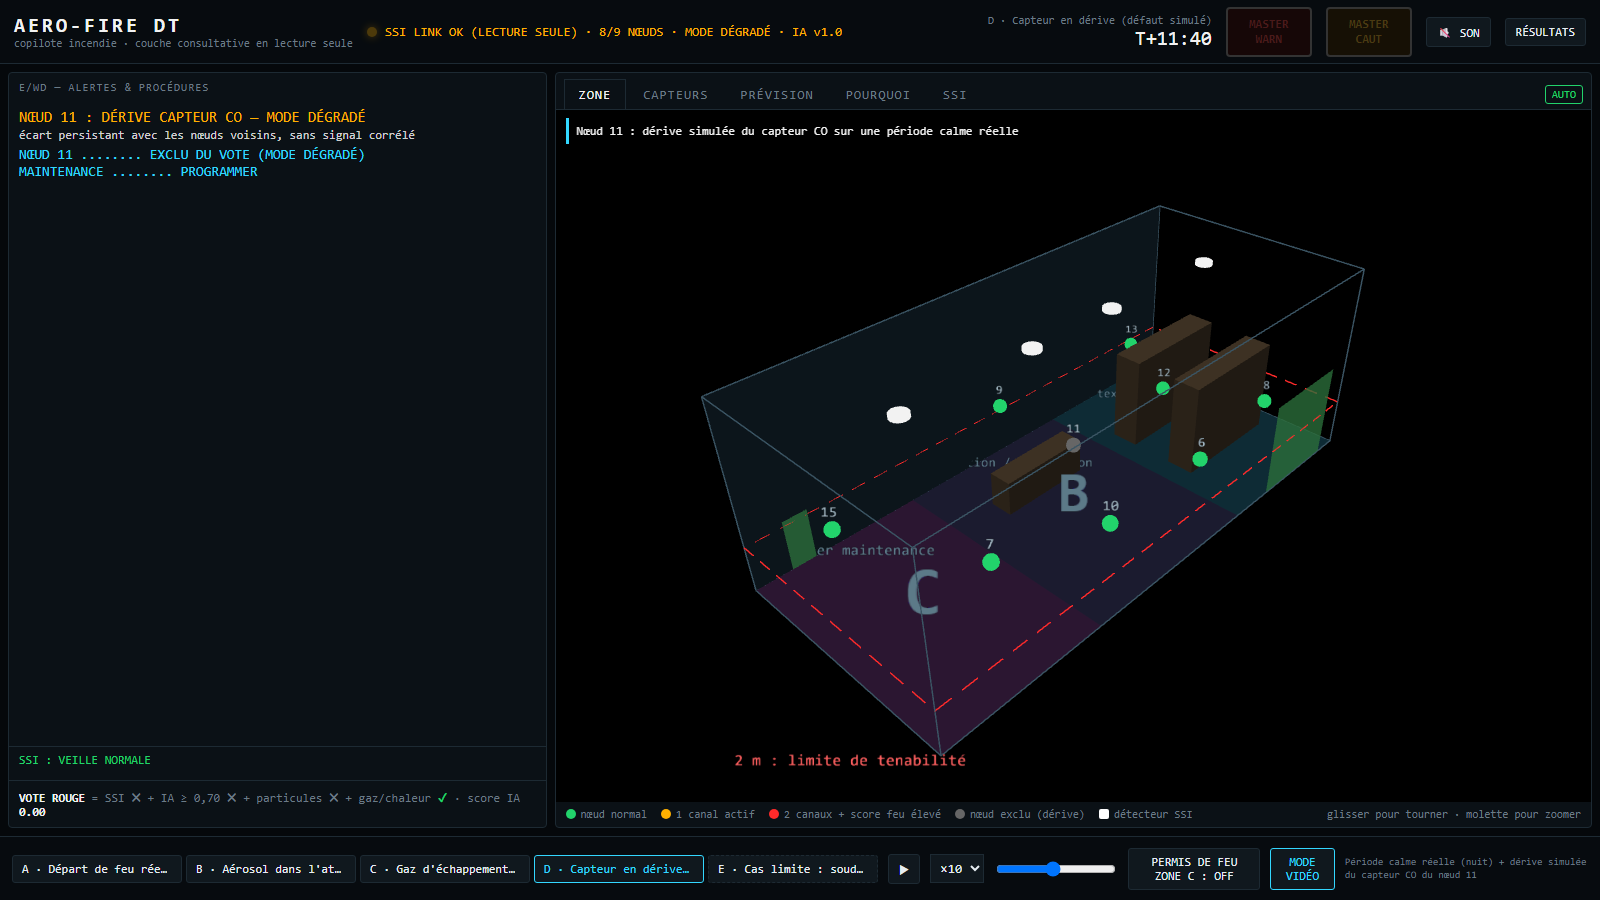 AERO-FIRE DT
copilote incendie · couche consultative en lecture seule
SSI LINK OK (LECTURE SEULE) · 8/9 NŒUDS · MODE DÉGRADÉ · IA v1.0
D · Capteur en dérive (défaut simulé)
T+11:40
MASTER
WARN
MASTER
CAUT
SON
RÉSULTATS
E/WD — ALERTES & PROCÉDURES
NŒUD 11 : DÉRIVE CAPTEUR CO — MODE DÉGRADÉ
écart persistant avec les nœuds voisins, sans signal corrélé
NŒUD 11 ........ EXCLU DU VOTE (MODE DÉGRADÉ)
MAINTENANCE ........ PROGRAMMER
SSI : VEILLE NORMALE
VOTE ROUGE = SSI ✕ + IA ≥ 0,70 ✕ + particules ✕ + gaz/chaleur ✓ · score IA
0.00
ZONE
CAPTEURS
PRÉVISION
POURQUOI
SSI
AUTO
Nœud 11 : dérive simulée du capteur CO sur une période calme réelle
13
12
9
8
tex
11
6
tion /
on
B
10
15
7
er maintenance
C
2 m : limite de tenabilité
nœud normal
1 canal actif
2 canaux + score feu élevé
nœud exclu (dérive)
détecteur SSI
glisser pour tourner · molette pour zoomer
A · Départ de feu rée…
B · Aérosol dans l'at…
C · Gaz d'échappement…
D · Capteur en dérive…
E · Cas limite : soud…
×10
PERMIS DE FEU
ZONE C : OFF
MODE
VIDÉO
Période calme réelle (nuit) + dérive simulée
du capteur CO du nœud 11